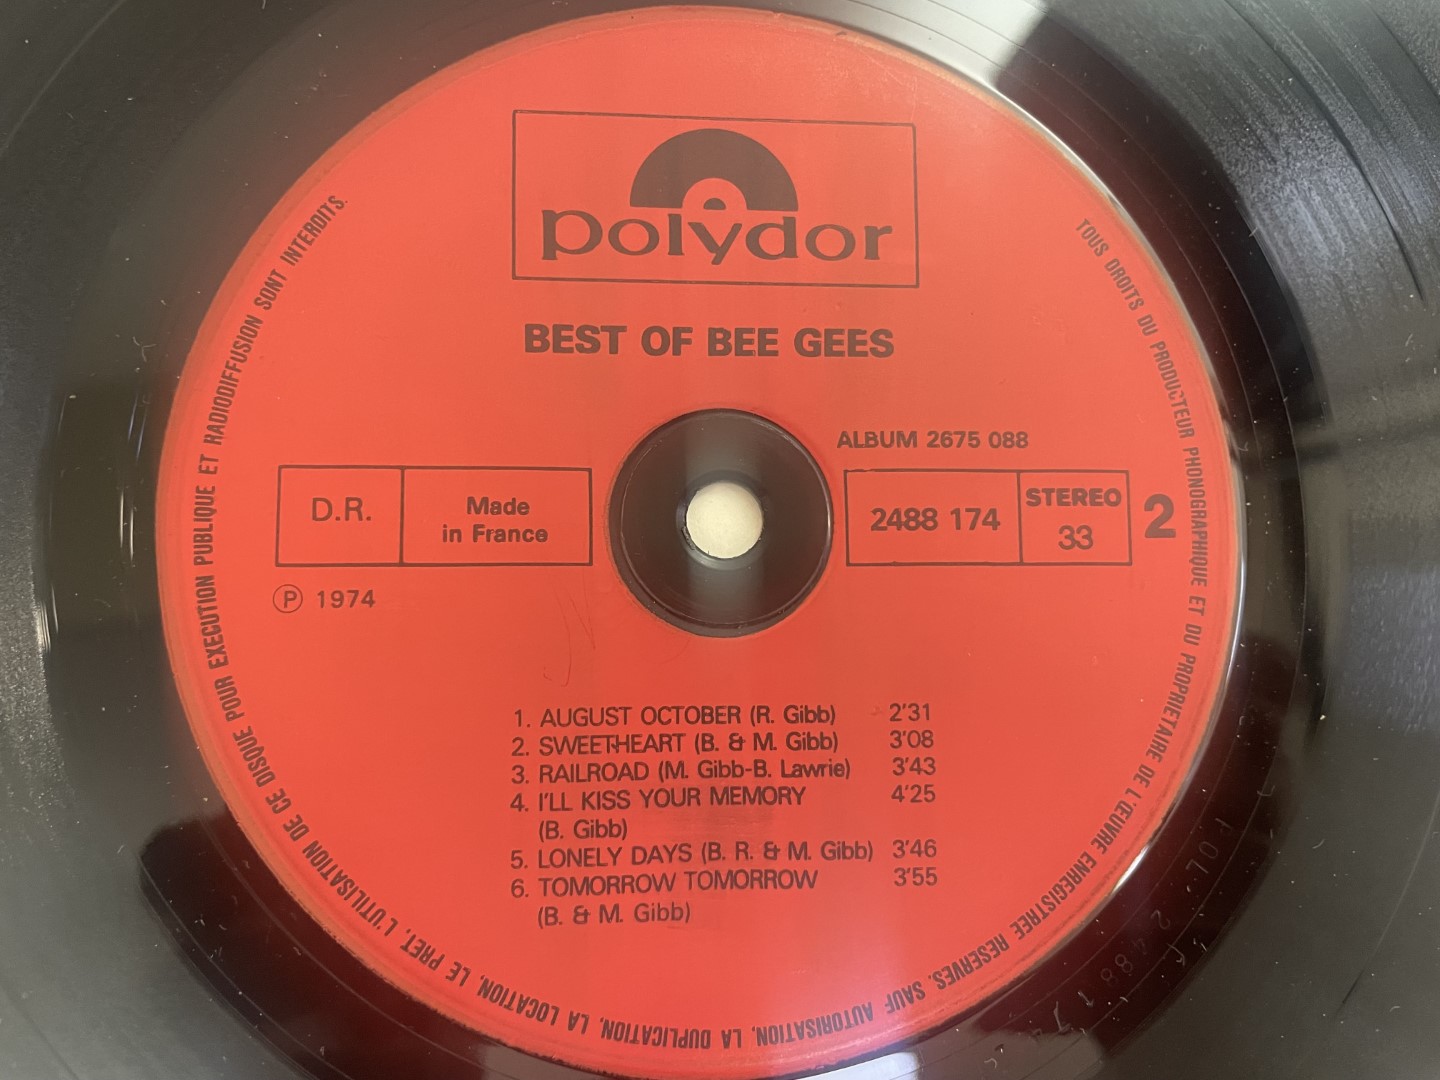 polydor
BEST OF BEE GEES
ALBUM 2675 088
D.R.
Made
in France
2488 174
STEREO
33
2
Ⓟ 1974
1. AUGUST OCTOBER (R. Gibb) 2'31
2. SWEETHEART (B. & M. Gibb) 3'08
3. RAILROAD (M. Gibb-B. Lawrie) 3'43
4. I'LL KISS YOUR MEMORY 4'25
(B. Gibb)
5. LONELY DAYS (B. R. & M. Gibb) 3'46
6. TOMORROW TOMORROW 3'55
(B. & M. Gibb)
TOUS DROITS DU PRODUCTEUR PHONOGRAPHIQUE ET DU PROPRIETAIRE DE L'ŒUVRE ENREGISTREE RESERVES. SAUF AUTORISATION, LA DUPLICATION, LA LOCATION, LE PRET, L'UTILISATION DE CE DISQUE POUR EXECUTION PUBLIQUE ET RADIODIFFUSION SONT INTERDITS.